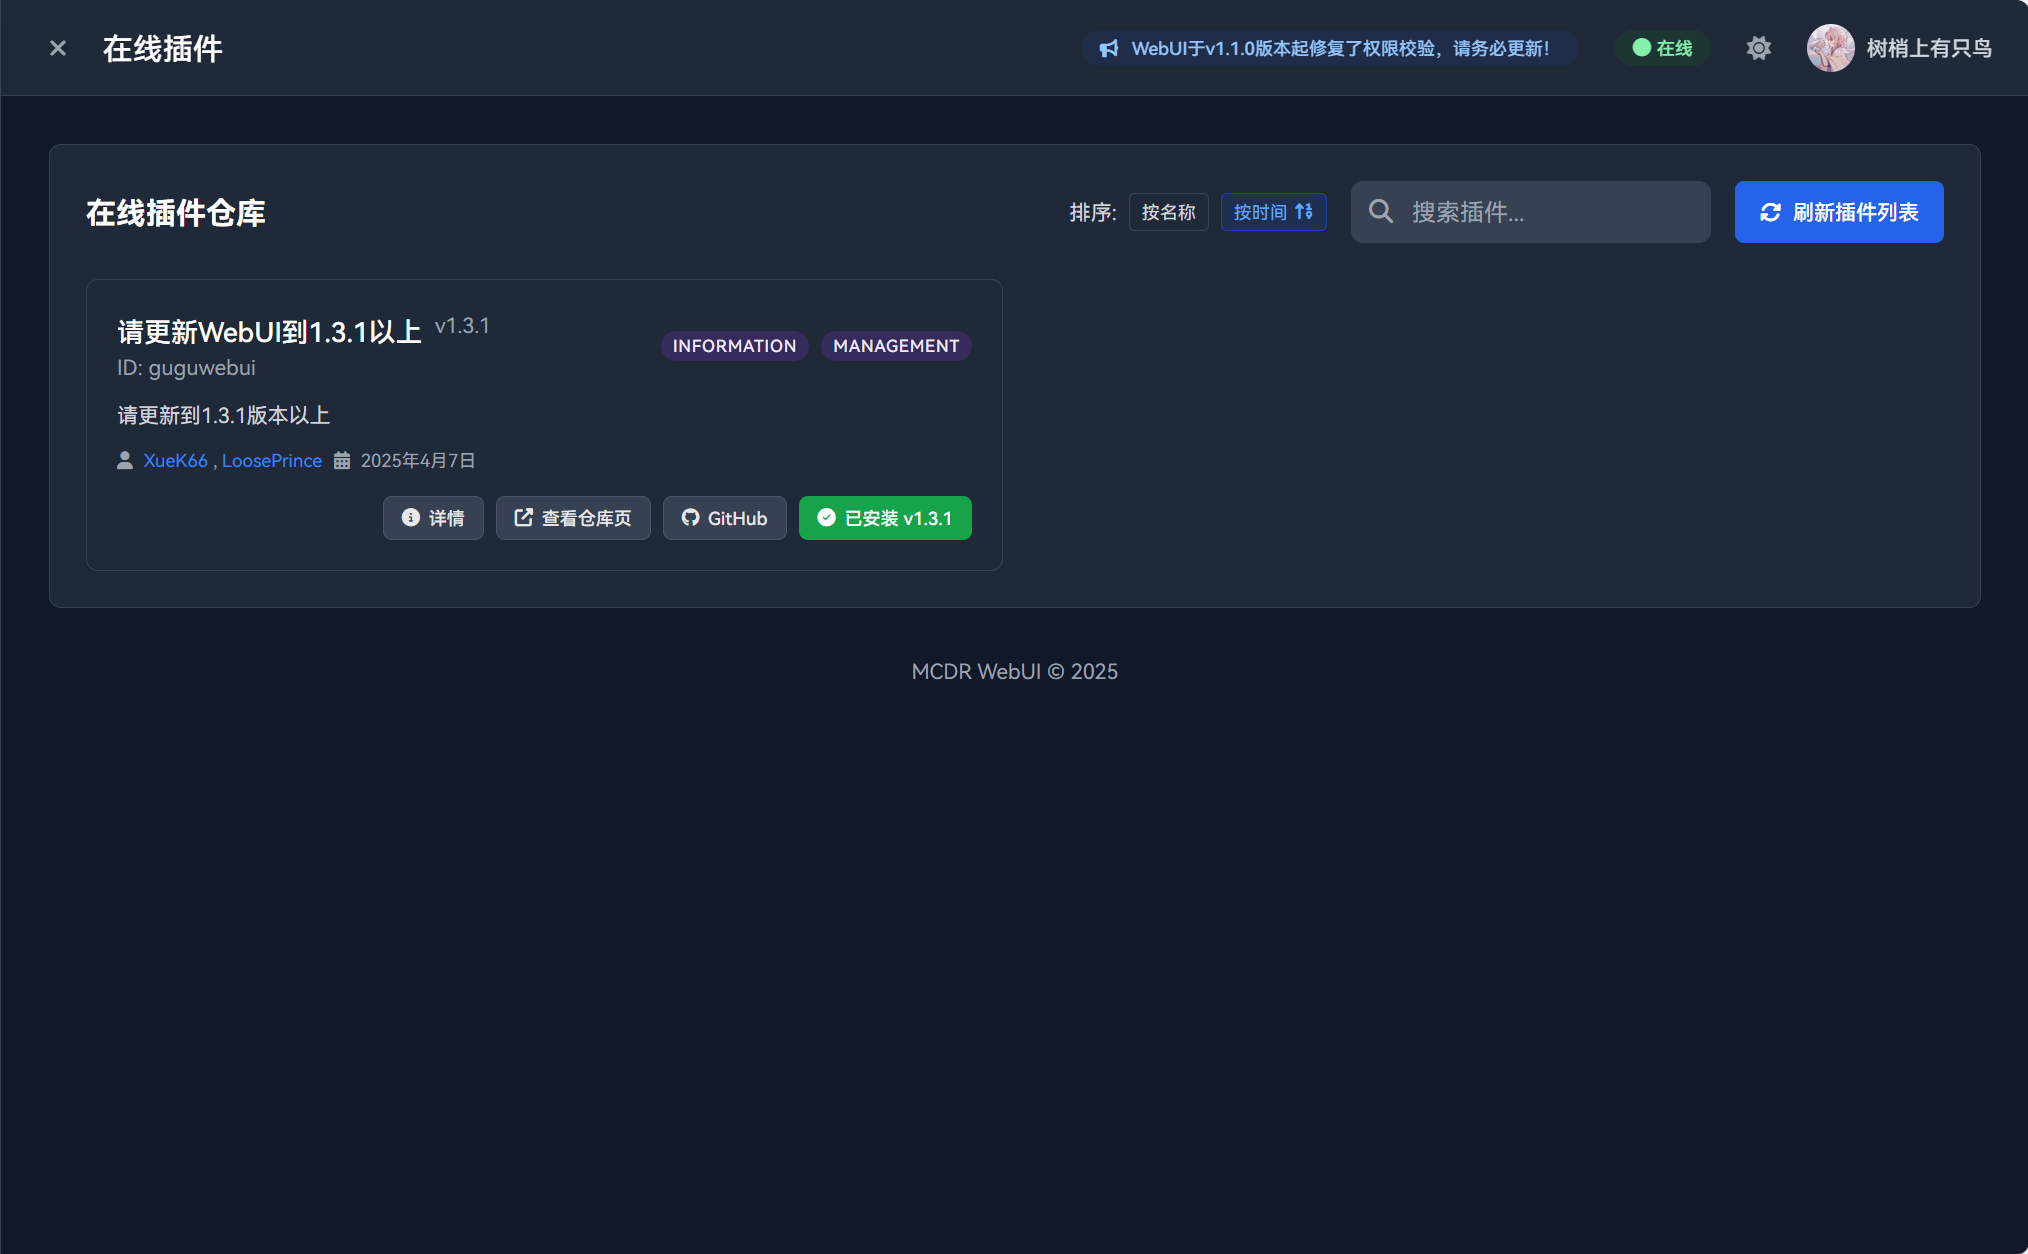 在线插件
WebUI于v1.1.0版本起修复了权限校验，请务必更新！
在线
树梢上有只鸟
在线插件仓库
排序:
按名称
按时间
搜索插件...
刷新插件列表
请更新WebUI到1.3.1以上 v1.3.1
INFORMATION
MANAGEMENT
ID: guguwebui
请更新到1.3.1版本以上
XueK66 , LoosePrince 2025年4月7日
详情
查看仓库页
GitHub
已安装 v1.3.1
MCDR WebUI © 2025